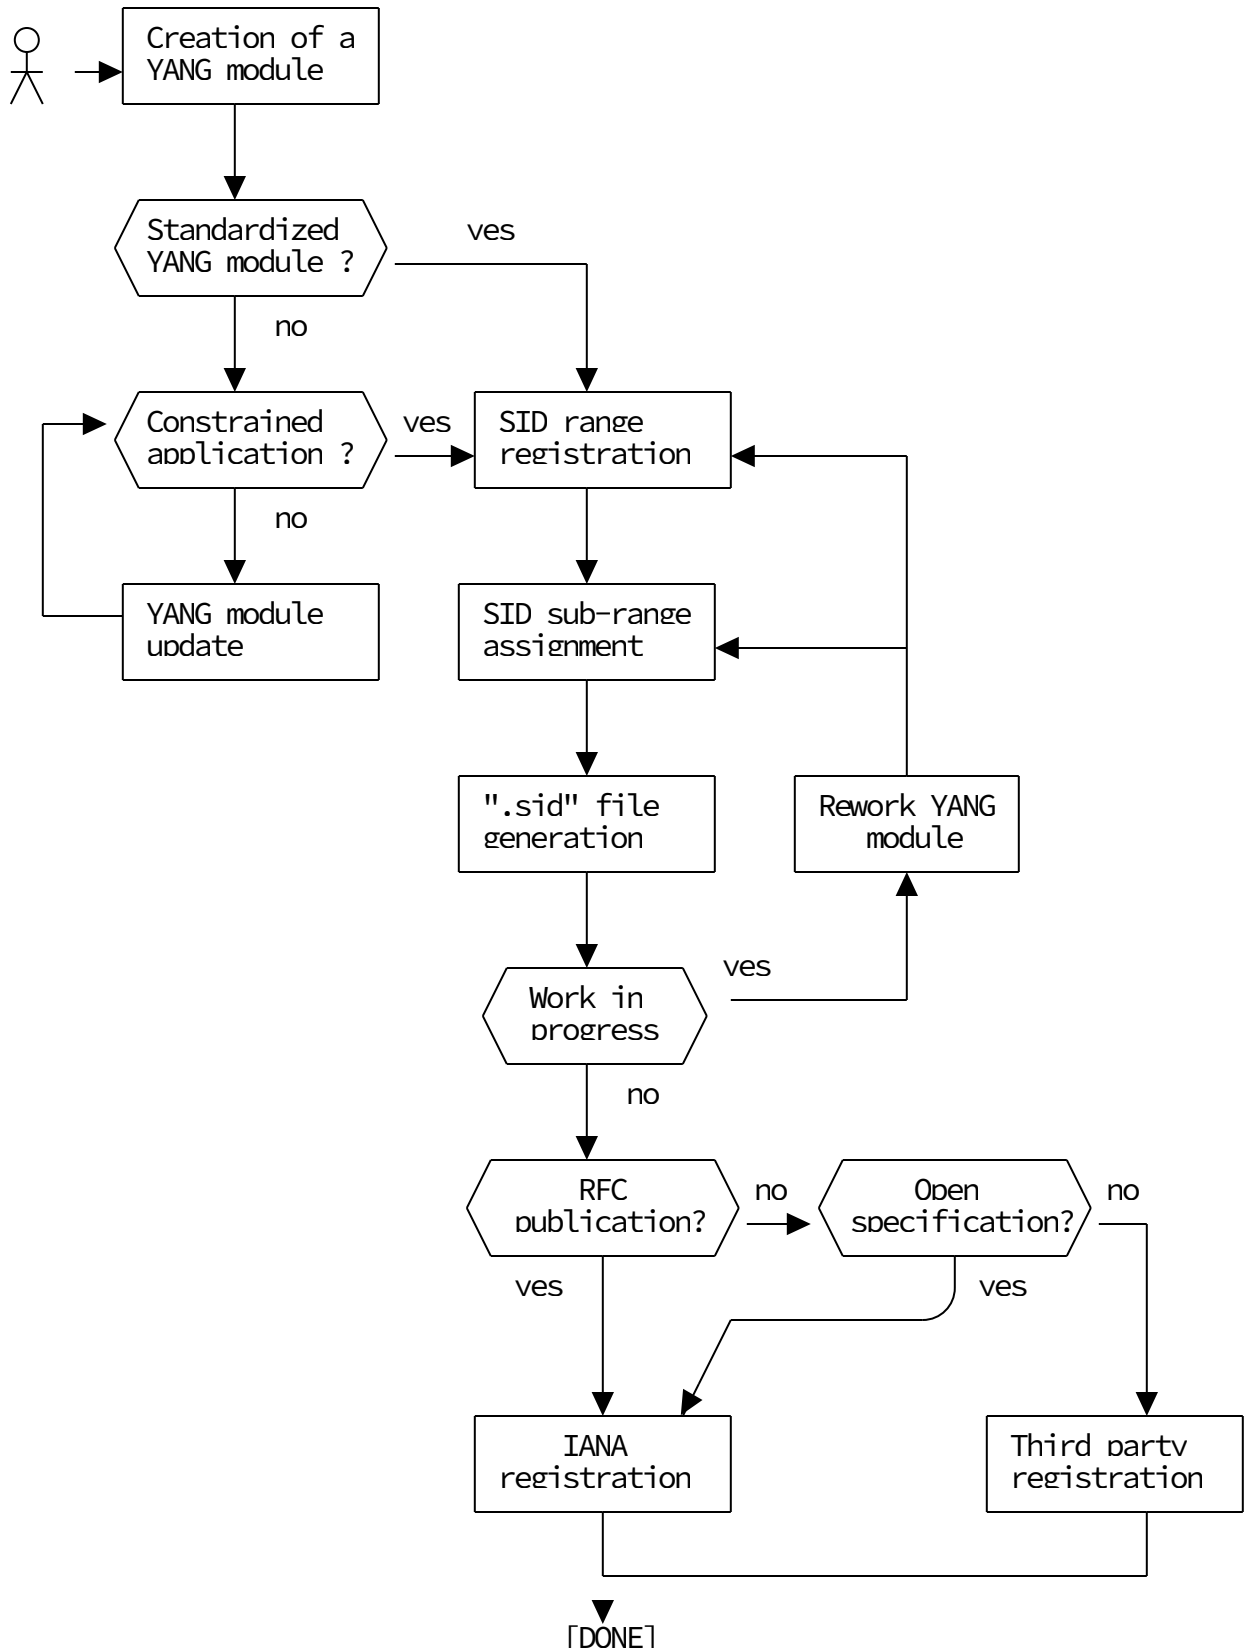 Creation of a
YANG module
Standardized
YANG module ?
yes
no
Constrained
application ?
yes
SID range
registration
no
YANG module
update
SID sub-range
assignment
".sid" file
generation
Rework YANG
module
yes
Work in
progress
no
RFC
publication?
no
Open
specification?
no
yes
yes
IANA
registration
Third party
registration
[DONE]